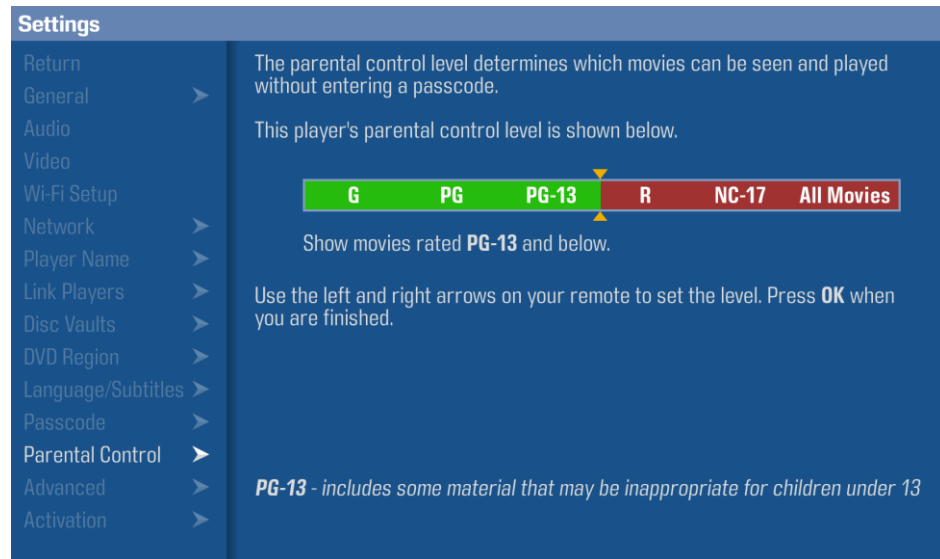 Settings
Return
General
Audio
Video
Wi-Fi Setup
Network
Player Name
Link Players
Disc Vaults
DVD Region
Language/Subtitles
Passcode
Parental Control
Advanced
Activation
The parental control level determines which movies can be seen and played
without entering a passcode.
This player's parental control level is shown below.
G PG PG-13 R NC-17 All Movies
Show movies rated PG-13 and below.
Use the left and right arrows on your remote to set the level. Press OK when
you are finished.
PG-13 - includes some material that may be inappropriate for children under 13